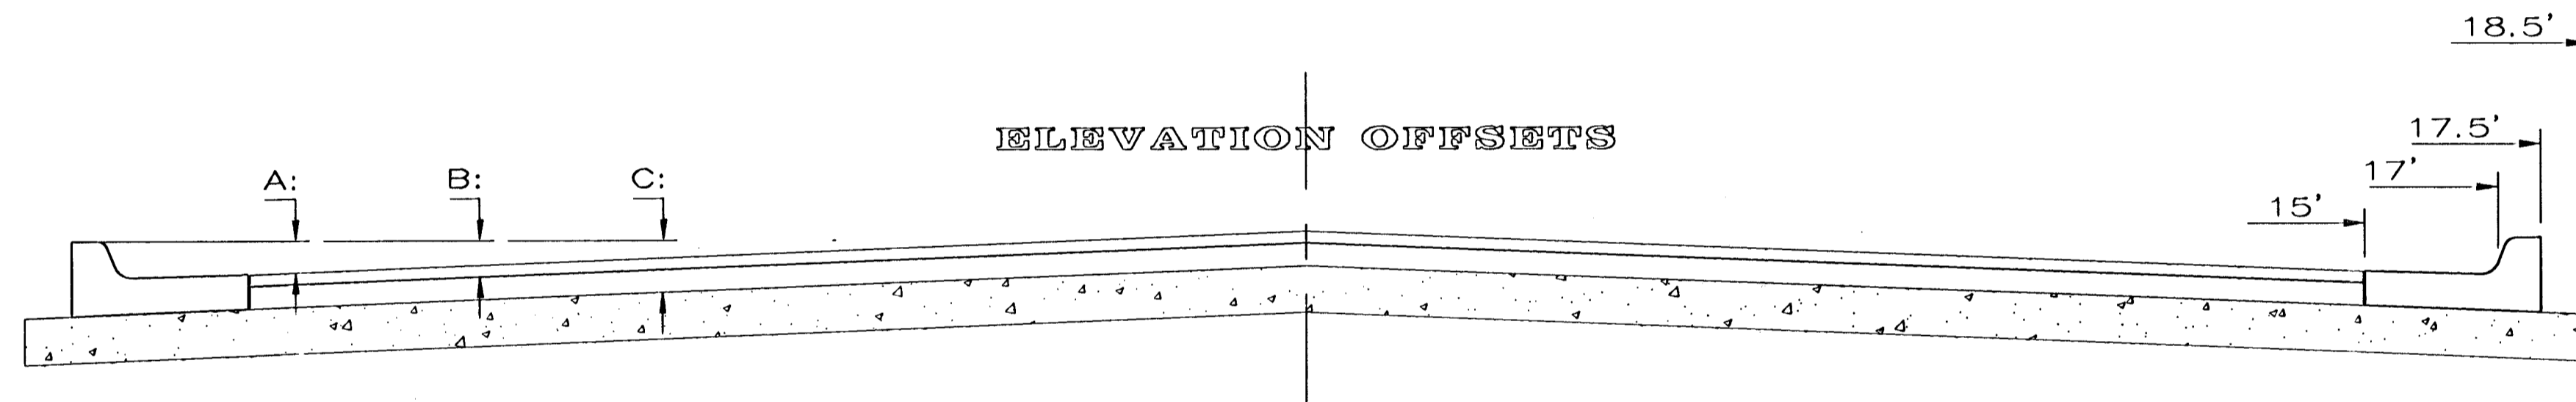 18.5'
ELEVATION OFFSETS
17.5'
A: B: C:
17'
15'